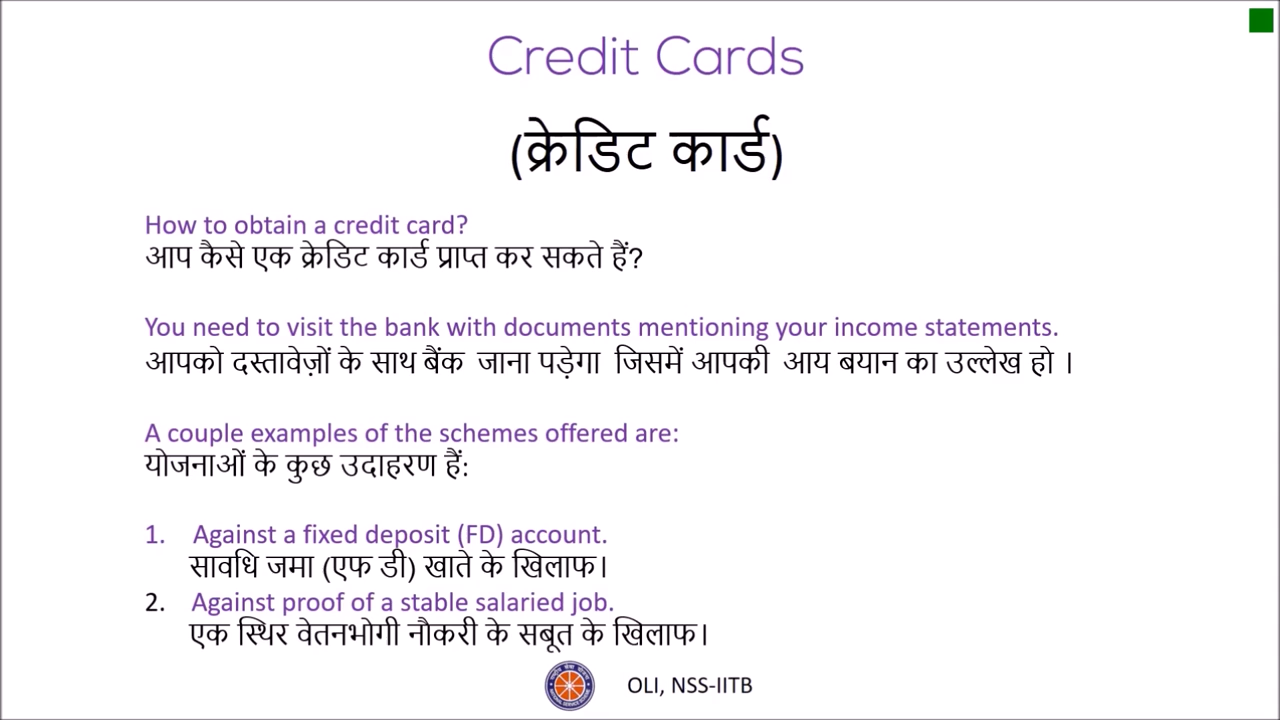 Credit Cards
(क्रेडिट कार्ड)
How to obtain a credit card?
आप कैसे एक क्रेडिट कार्ड प्राप्त कर सकते हैं?
You need to visit the bank with documents mentioning your income statements.
आपको दस्तावेज़ों के साथ बैंक जाना पड़ेगा जिसमें आपकी आय बयान का उल्लेख हो ।
A couple examples of the schemes offered are:
योजनाओं के कुछ उदाहरण हैं:
1. Against a fixed deposit (FD) account.
सावधि जमा (एफ डी) खाते के खिलाफ।
2. Against proof of a stable salaried job.
एक स्थिर वेतनभोगी नौकरी के सबूत के खिलाफ।
OLI, NSS-IITB